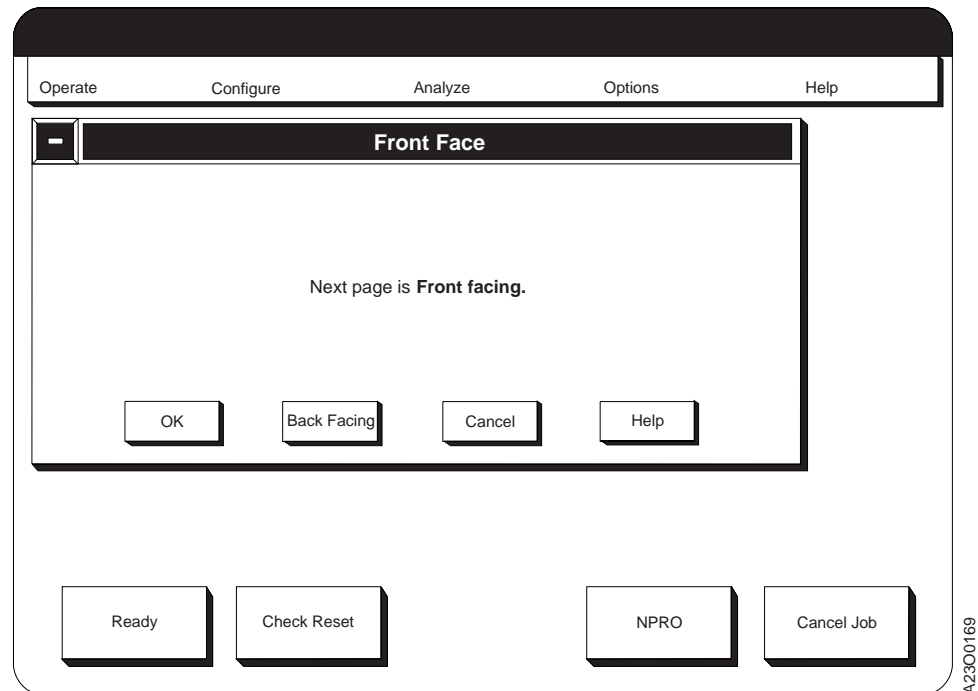 Operate Configure Analyze Options Help
Front Face
Next page is Front facing.
OK Back Facing Cancel Help
Ready Check Reset NPRO Cancel Job
A23O0169